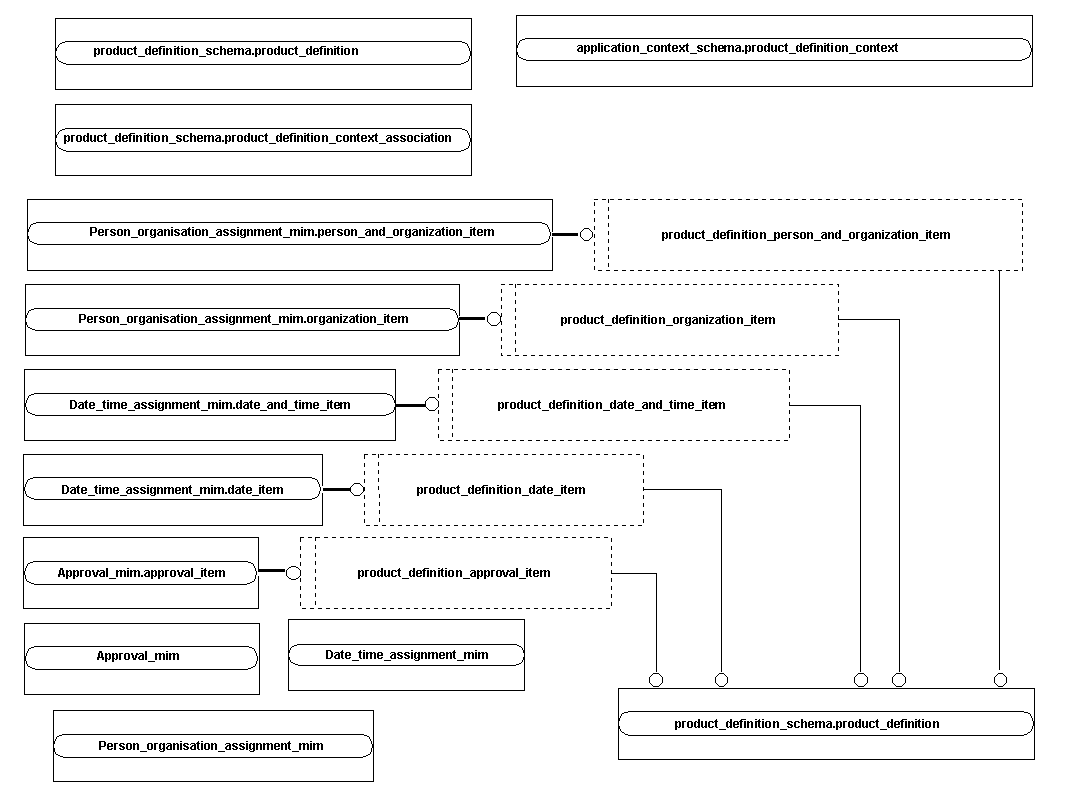 product_definition_schema.product_definition
application_context_schema.product_definition_context
product_definition_schema.product_definition_context_association
Person_organisation_assignment_mim.person_and_organization_item
product_definition_person_and_organization_item
Person_organisation_assignment_mim.organization_item
product_definition_organization_item
Date_time_assignment_mim.date_and_time_item
product_definition_date_and_time_item
Date_time_assignment_mim.date_item
product_definition_date_item
Approval_mim.approval_item
product_definition_approval_item
Approval_mim
Date_time_assignment_mim
product_definition_schema.product_definition
Person_organisation_assignment_mim